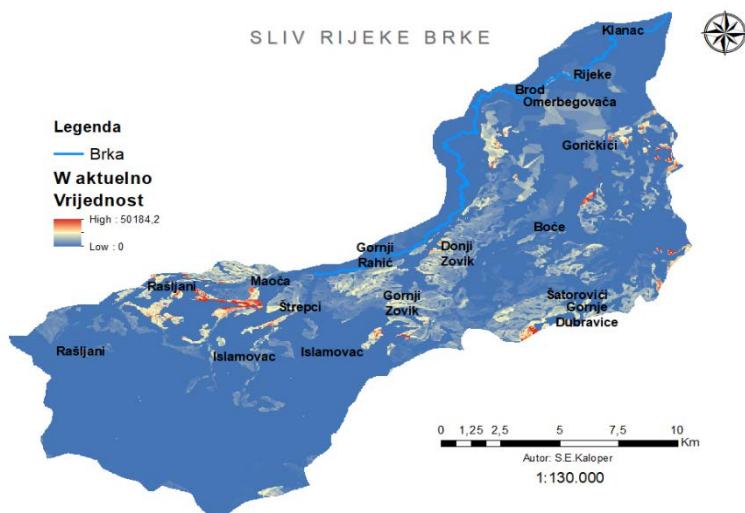 SLIV RIJEKE BRKE
Klanac
Rijeke
Brod
Omerbegovača
Legenda
Brka
W aktuelno
Vrijednost
High : 50184,2
Low : 0
Goričkići
Boće
Gornji
Rahić
Donji
Zovik
Maoča
Rašljani
Štrepci
Gornji
Zovik
Šatorovići
Gornje
Dubravice
Rašljani
Islamovac
Islamovac
0 1,25 2,5 5 7,5 10
Km
Autor: S.E.Kaloper
1:130.000